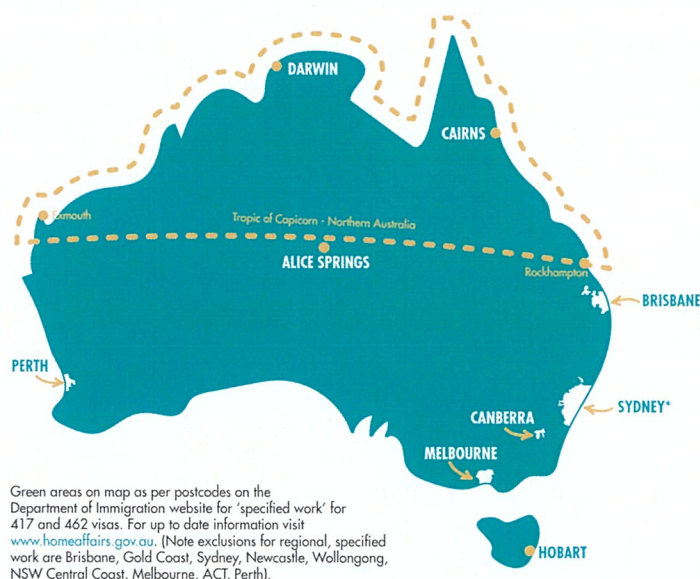 DARWIN
CAIRNS
Exmouth
Tropic of Capicorn - Northern Australia
ALICE SPRINGS
Rockhampton
BRISBANE
PERTH
SYDNEY*
CANBERRA
MELBOURNE
Green areas on map as per postcodes on the
Department of Immigration website for 'specified work' for
417 and 462 visas. For up to date information visit
www.homeaffairs.gov.au. (Note exclusions for regional, specified
work are Brisbane, Gold Coast, Sydney, Newcastle, Wollongong,
NSW Central Coast, Melbourne, ACT, Perth).
HOBART